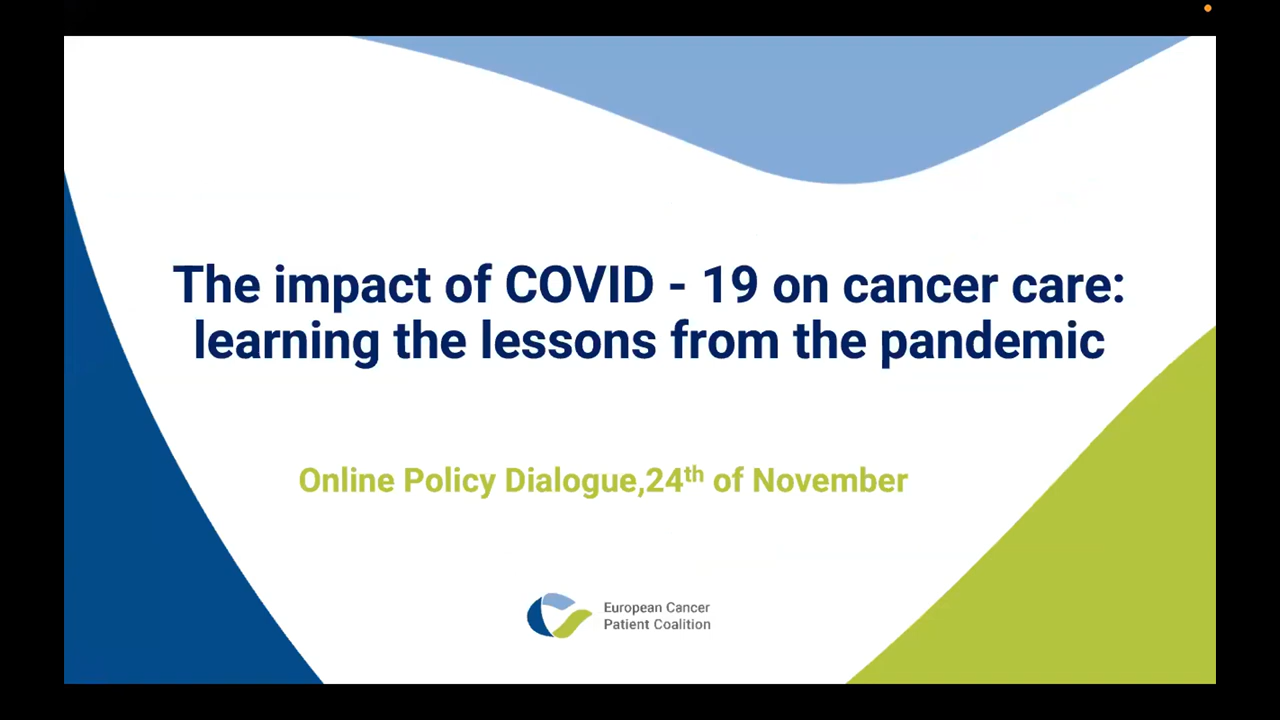 The impact of COVID - 19 on cancer care:
learning the lessons from the pandemic
Online Policy Dialogue,24th of November
European Cancer
Patient Coalition